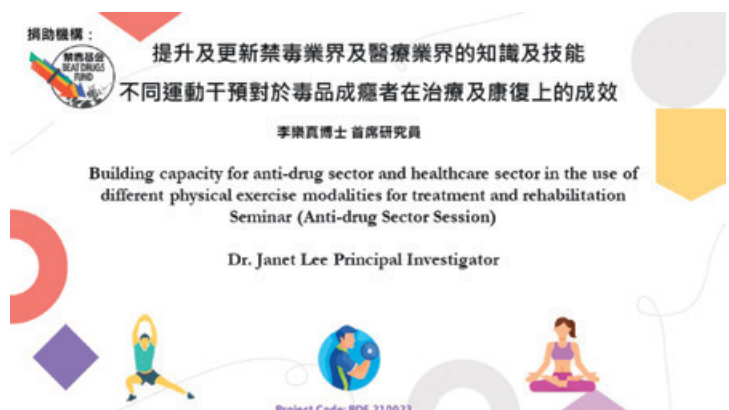 捐助機構：
禁毒基金
BEAT DRUGS
FUND
提升及更新禁毒業界及醫療業界的知識及技能
不同運動干預對於毒品成癮者在治療及康復上的成效
李樂真博士 首席研究員
Building capacity for anti-drug sector and healthcare sector in the use of
different physical exercise modalities for treatment and rehabilitation
Seminar (Anti-drug Sector Session)
Dr. Janet Lee Principal Investigator
Project Code: BDF 210023